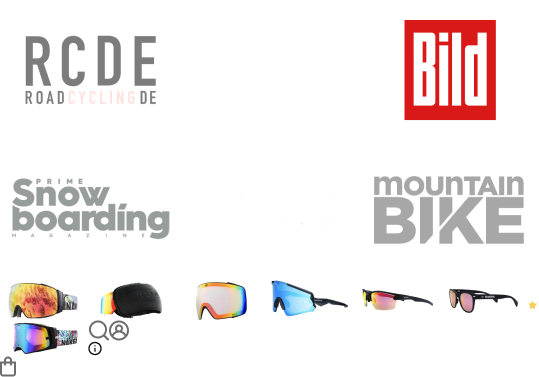 RCDE
ROADCYCLINGDE
Bild
PRIME
Snow
boarding
MAGAZINE
mounTAIN
BIKE